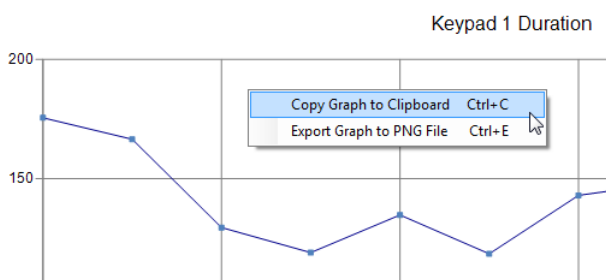 Keypad 1 Duration
200
Copy Graph to Clipboard Ctrl+C
Export Graph to PNG File Ctrl+E
150